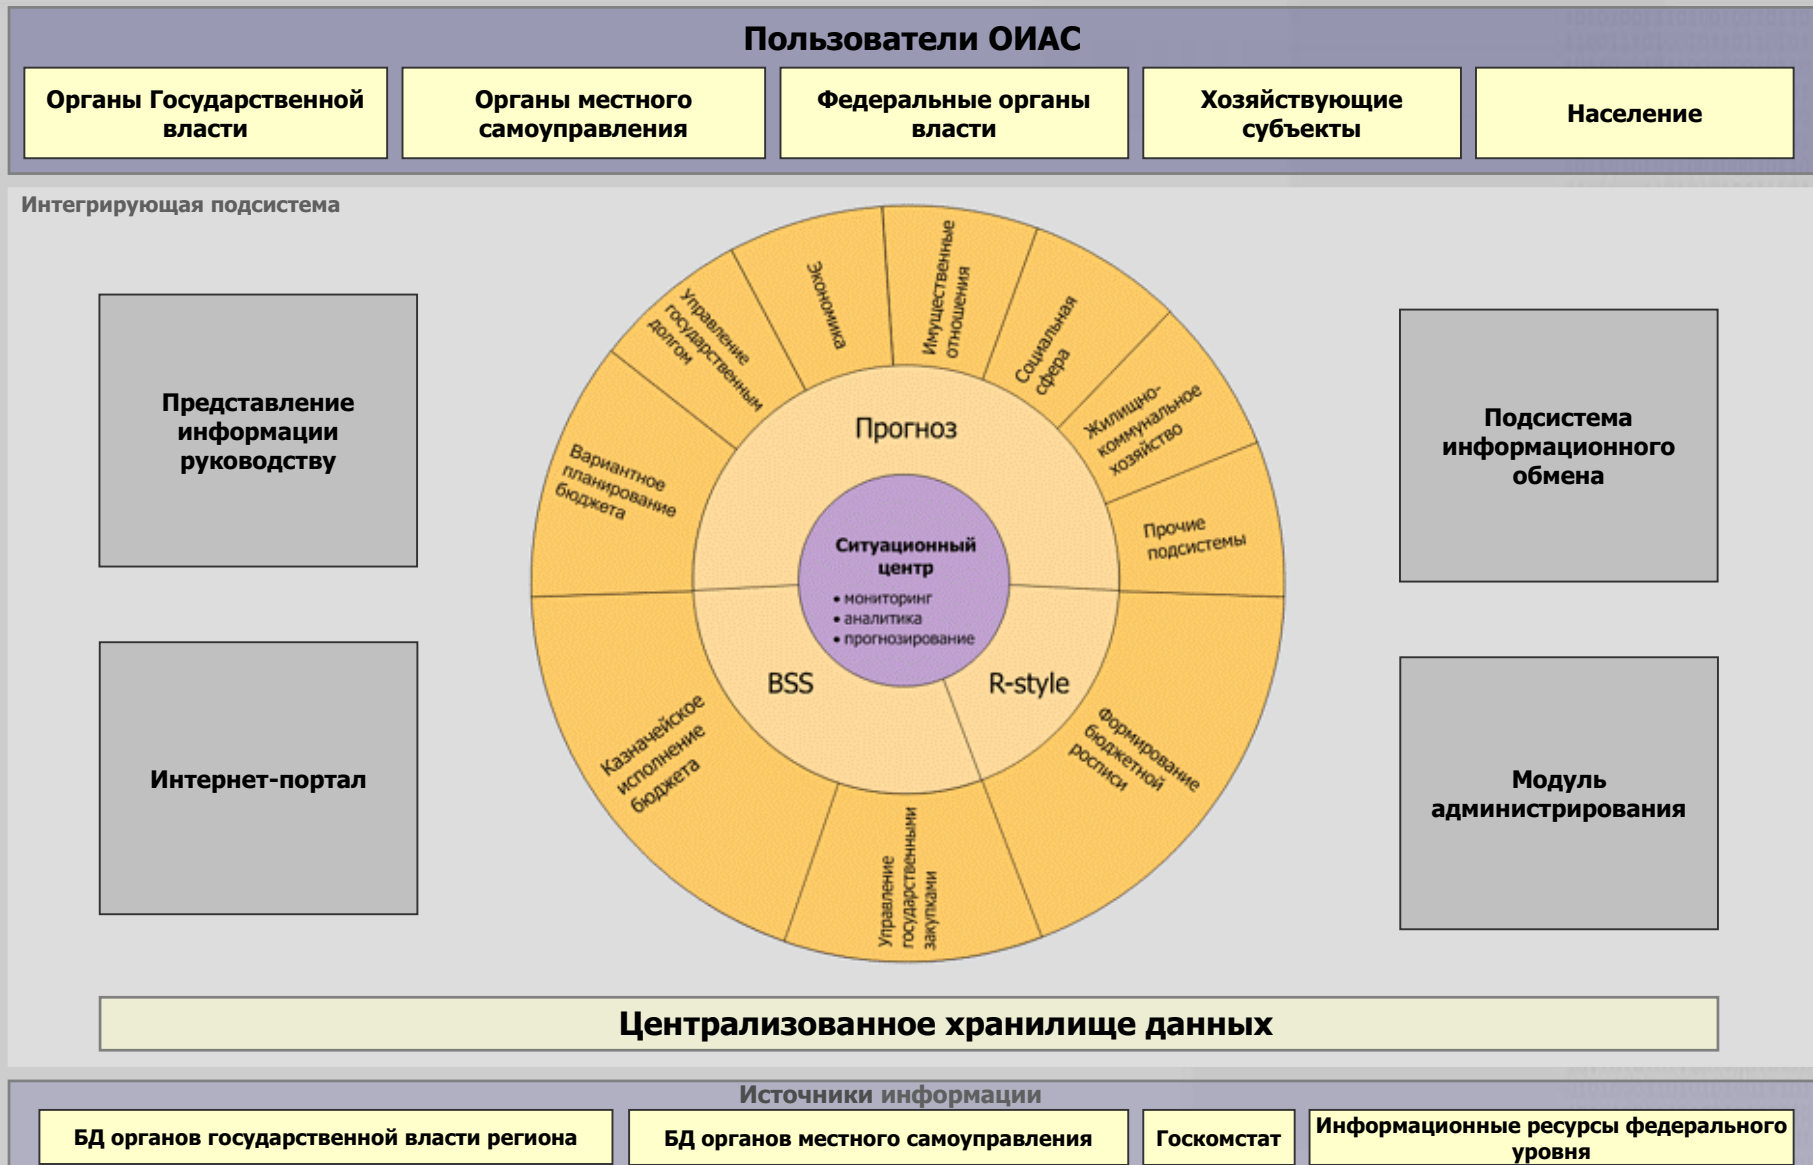 Пользователи ОИАС
Органы Государственной
власти
Органы местного
самоуправления
Федеральные органы
власти
Хозяйствующие
субъекты
Население
Интегрирующая подсистема
Представление
информации
руководству
Интернет-портал
Вариантное
планирование
бюджета
Управление
государственным
долгом
Экономика
Имущественные
отношения
Социальная
сфера
Жилищно-
коммунальное
хозяйство
Прочие
подсистемы
Прогноз
Ситуационный
центр
• мониторинг
• аналитика
• прогнозирование
BSS
R-style
Казначейское
исполнение
бюджета
Управление
государственными
закупками
Формирование
бюджетной
росписи
Подсистема
информационного
обмена
Модуль
администрирования
Централизованное хранилище данных
Источники информации
БД органов государственной власти региона
БД органов местного самоуправления
Госкомстат
Информационные ресурсы федерального
уровня